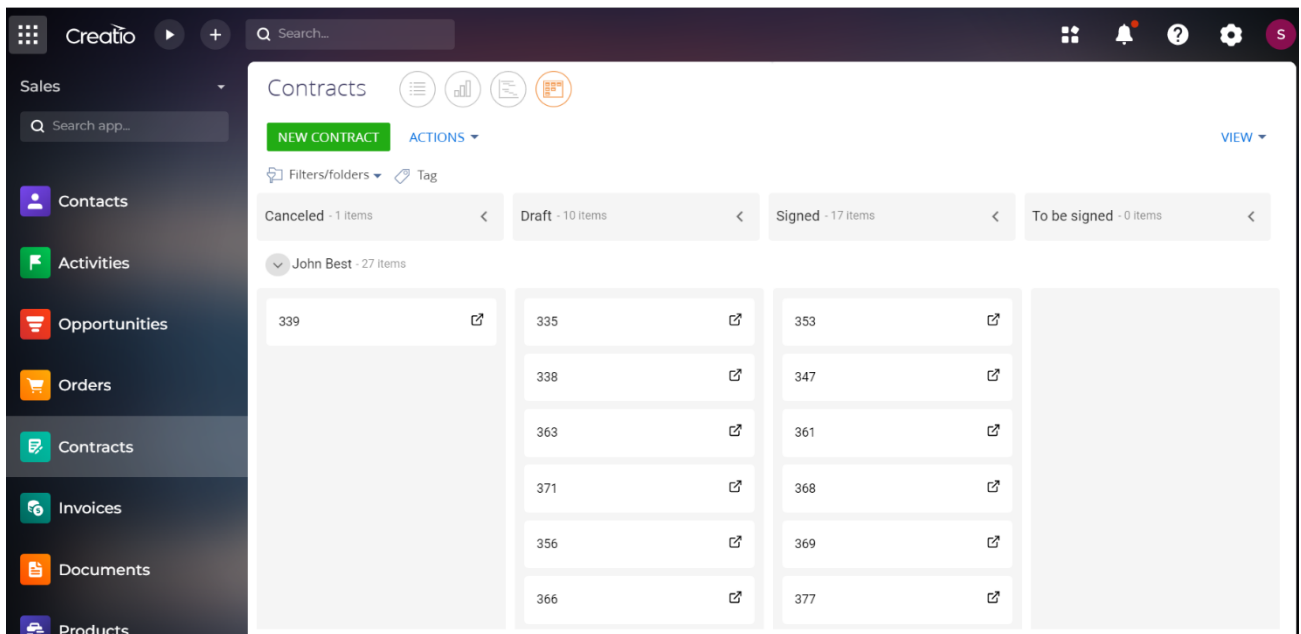 Creatio
Search...
S
Sales
Search app...
Contacts
Activities
Opportunities
Orders
Contracts
Invoices
Documents
Products
Contracts
NEW CONTRACT ACTIONS VIEW
Filters/folders Tag
Canceled - 1 items Draft - 10 items Signed - 17 items To be signed - 0 items
John Best - 27 items
339 335 353
338 347
363 361
371 368
356 369
366 377